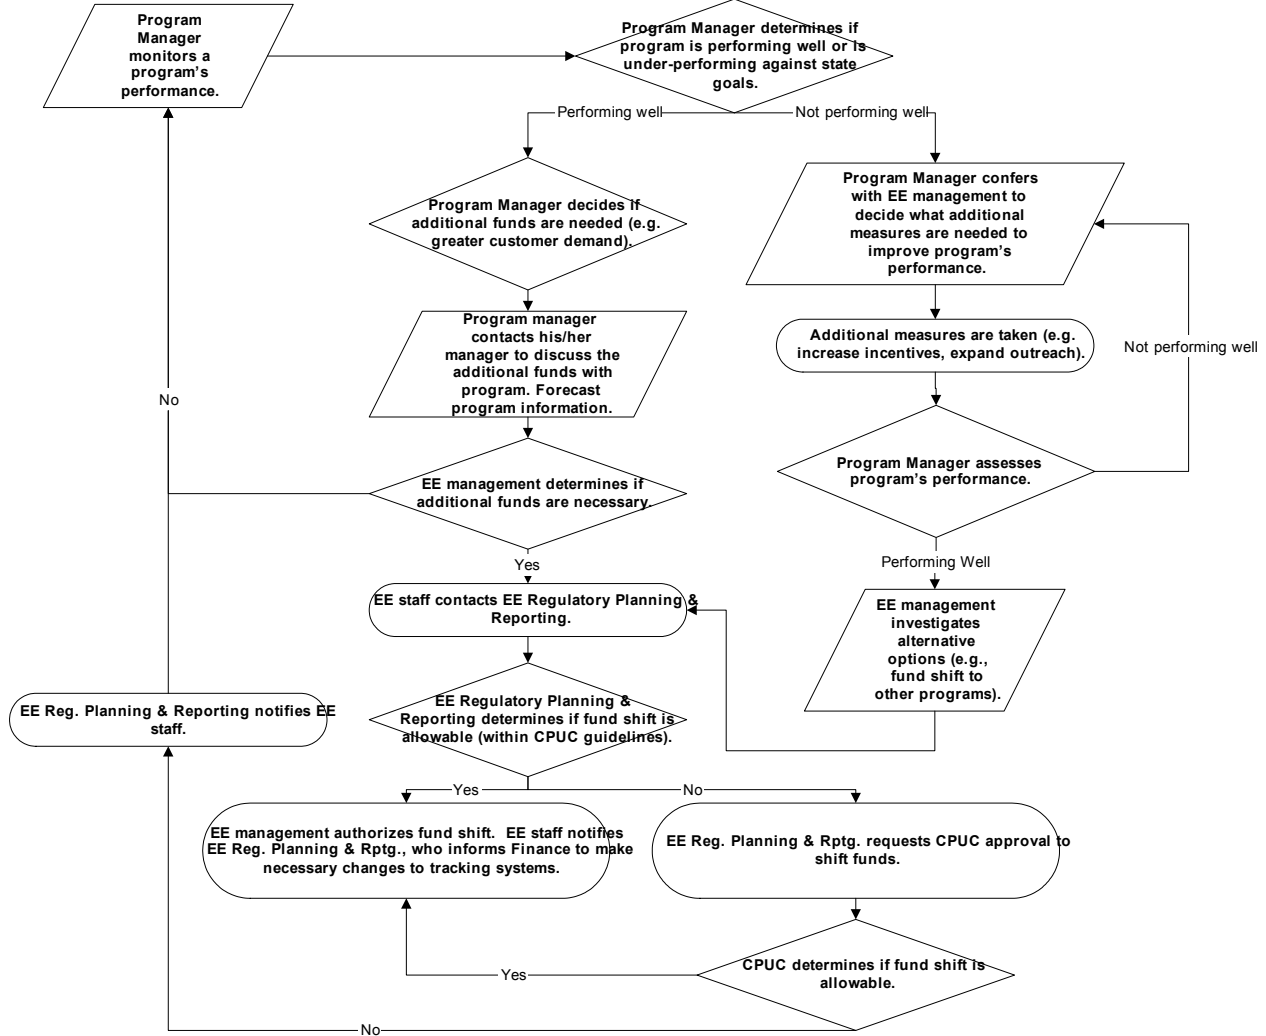 Program
Manager
monitors a
program's
performance.
Program Manager determines if
program is performing well or is
under-performing against state
goals.
Performing well
Not performing well
Program Manager decides if
additional funds are needed (e.g.
greater customer demand).
Program Manager confers
with EE management to
decide what additional
measures are needed to
improve program's
performance.
Program manager
contacts his/her
manager to discuss the
additional funds with
program. Forecast
program information.
Additional measures are taken (e.g.
increase incentives, expand outreach).
Not performing well
No
Program Manager assesses
program's performance.
EE management determines if
additional funds are necessary.
Performing Well
Yes
EE staff contacts EE Regulatory Planning &
Reporting.
EE management
investigates
alternative
options (e.g.,
fund shift to
other programs).
EE Reg. Planning & Reporting notifies EE
staff.
EE Regulatory Planning &
Reporting determines if fund shift is
allowable (within CPUC guidelines).
Yes
No
EE management authorizes fund shift.  EE staff notifies
EE Reg. Planning & Rptg., who informs Finance to make
necessary changes to tracking systems.
EE Reg. Planning & Rptg. requests CPUC approval to
shift funds.
CPUC determines if fund shift is
allowable.
Yes
No